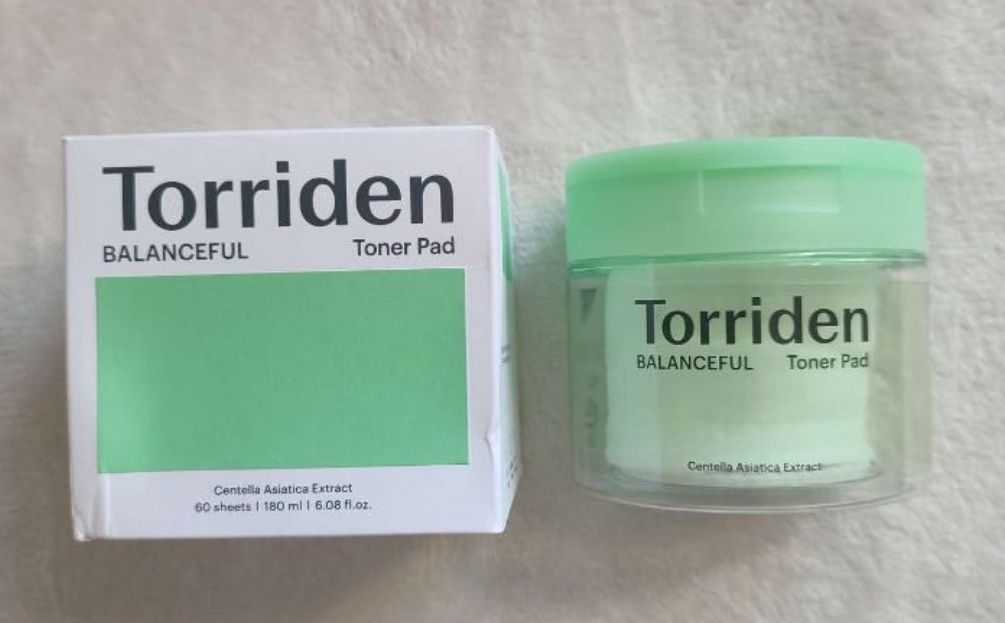 Torriden
BALANCEFUL Toner Pad
Centella Asiatica Extract
60 sheets | 180 ml | 6.08 fl.oz.
Torriden
BALANCEFUL Toner Pad
Centella Asiatica Extract